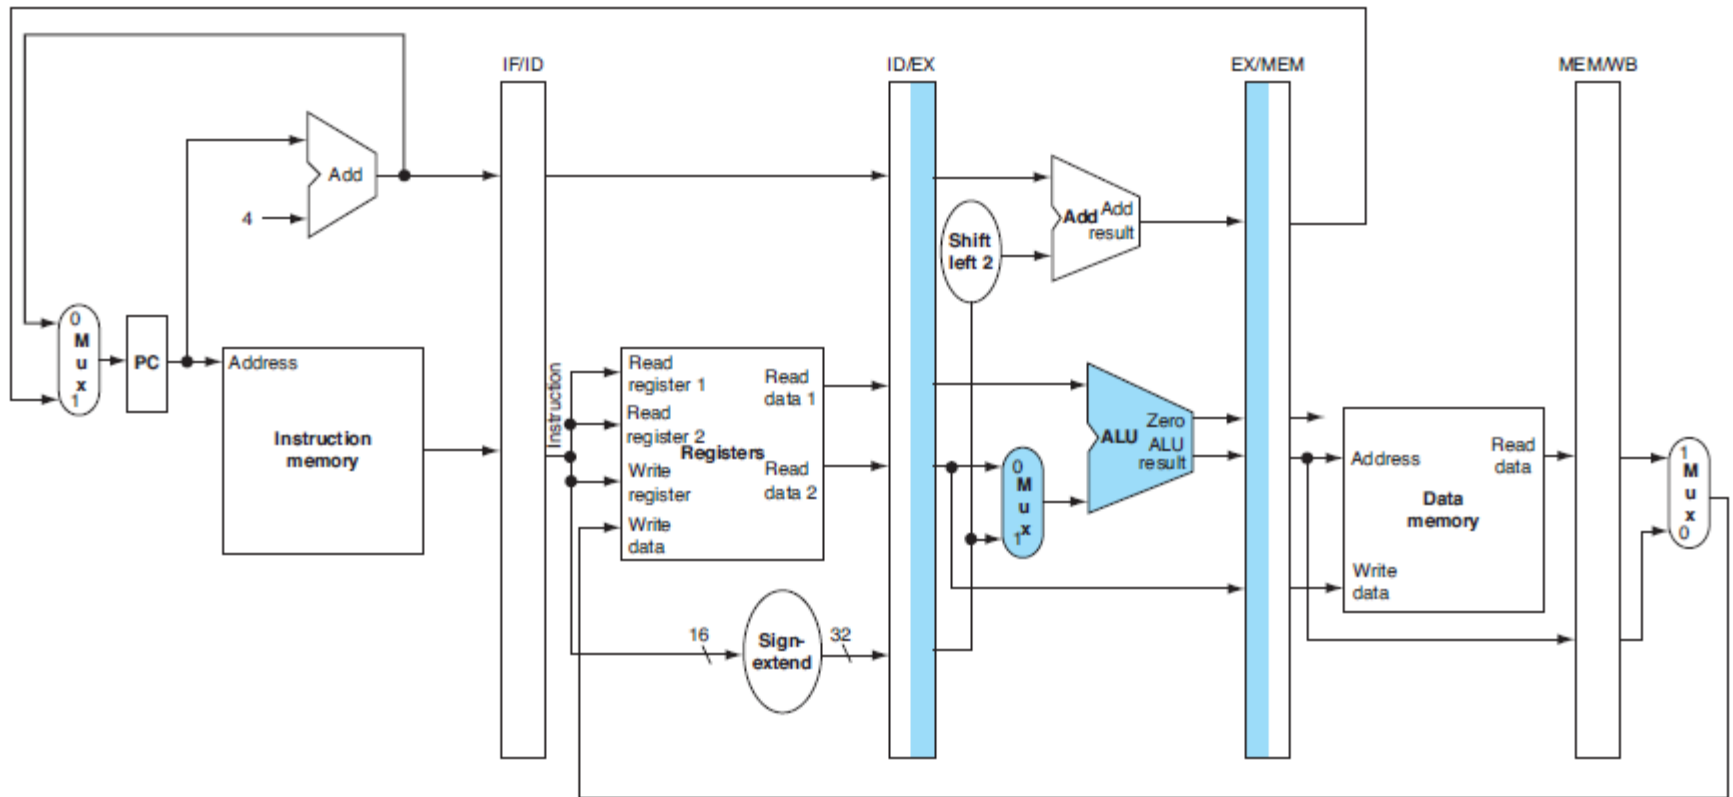 IF/ID
ID/EX
EX/MEM
MEM/WB
Add
4
Add Add
result
Shift
left 2
0
M
u
x
1
PC
Address
Instruction
memory
Instruction
Read
register 1
Read
register 2
Registers
Write
register
Write
data
Read
data 1
Read
data 2
16
Sign-
extend
32
0
M
u
x
1
ALU
Zero
ALU
result
Address
Read
data
Data
memory
Write
data
1
M
u
x
0